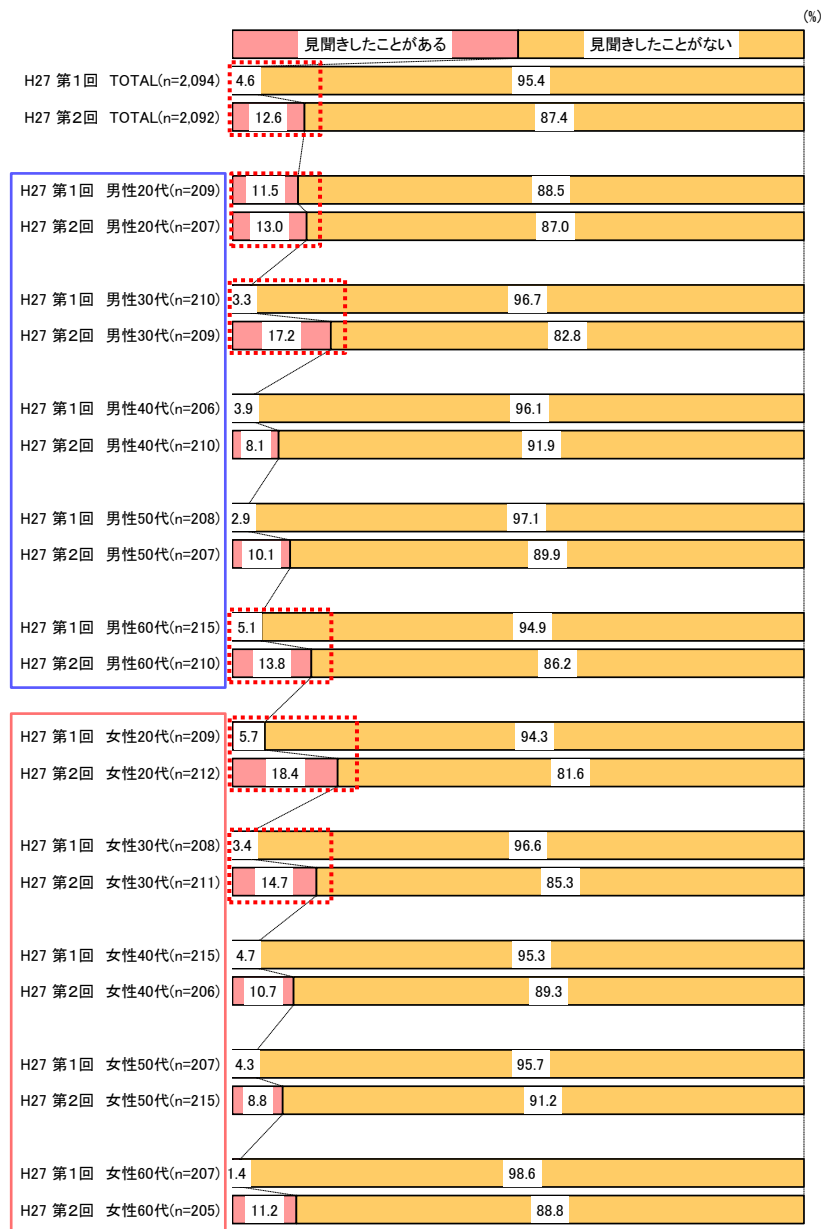 (%)
見聞きしたことがある 見聞きしたことがない
H27 第1回 TOTAL(n=2,094) 4.6 95.4
H27 第2回 TOTAL(n=2,092) 12.6 87.4
H27 第1回 男性20代(n=209) 11.5 88.5
H27 第2回 男性20代(n=207) 13.0 87.0
H27 第1回 男性30代(n=210) 3.3 96.7
H27 第2回 男性30代(n=209) 17.2 82.8
H27 第1回 男性40代(n=206) 3.9 96.1
H27 第2回 男性40代(n=210) 8.1 91.9
H27 第1回 男性50代(n=208) 2.9 97.1
H27 第2回 男性50代(n=207) 10.1 89.9
H27 第1回 男性60代(n=215) 5.1 94.9
H27 第2回 男性60代(n=210) 13.8 86.2
H27 第1回 女性20代(n=209) 5.7 94.3
H27 第2回 女性20代(n=212) 18.4 81.6
H27 第1回 女性30代(n=208) 3.4 96.6
H27 第2回 女性30代(n=211) 14.7 85.3
H27 第1回 女性40代(n=215) 4.7 95.3
H27 第2回 女性40代(n=206) 10.7 89.3
H27 第1回 女性50代(n=207) 4.3 95.7
H27 第2回 女性50代(n=215) 8.8 91.2
H27 第1回 女性60代(n=207) 1.4 98.6
H27 第2回 女性60代(n=205) 11.2 88.8